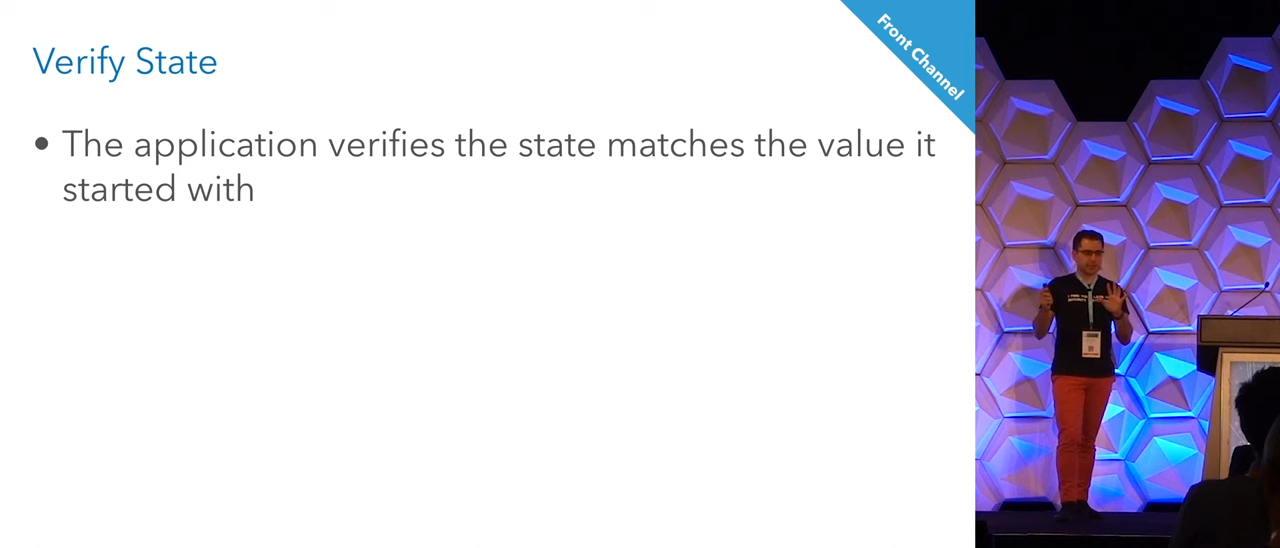 Verify State
Front Channel
• The application verifies the state matches the value it
started with